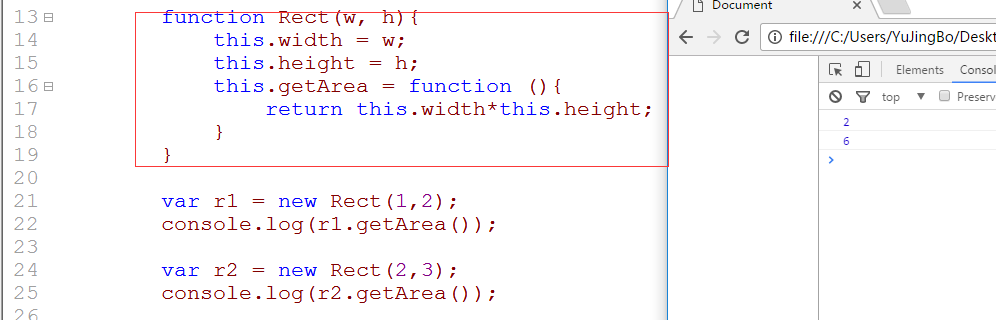 13 function Rect(w, h){
14 this.width = w;
15 this.height = h;
16 this.getArea = function (){
17 return this.width*this.height;
18 }
19 }
20
21 var r1 = new Rect(1,2);
22 console.log(r1.getArea());
23
24 var r2 = new Rect(2,3);
25 console.log(r2.getArea());
26
Document
file:///C:/Users/YuJingBo/Deskt
Elements Consol
top Preserv
2
6